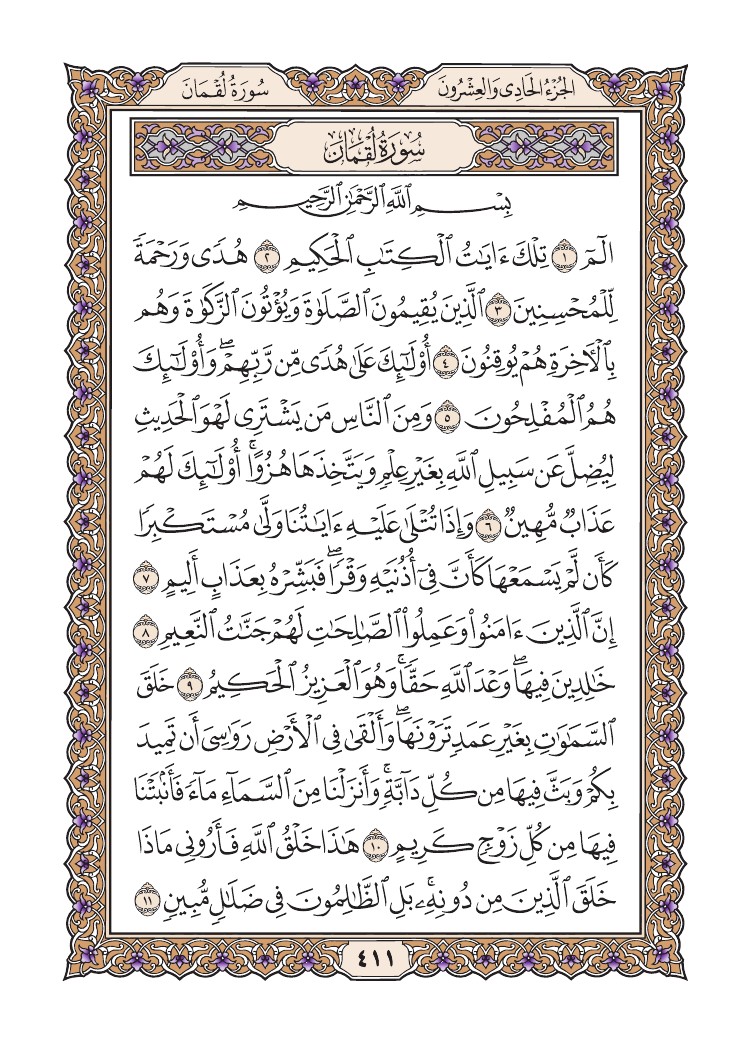 الجُزْءُ الحَادِي وَالعِشْرُونَ
سُورَةُ لُقْمَانَ
سُورَةُ لُقْمَانَ
بِسْمِ ٱللَّهِ ٱلرَّحْمَٰنِ ٱلرَّحِيمِ
الٓمٓ ١ تِلْكَ ءَايَٰتُ ٱلْكِتَٰبِ ٱلْحَكِيمِ ٢ هُدًى وَرَحْمَةً
لِّلْمُحْسِنِينَ ٣ ٱلَّذِينَ يُقِيمُونَ ٱلصَّلَوٰةَ وَيُؤْتُونَ ٱلزَّكَوٰةَ وَهُم
بِٱلْءَاخِرَةِ هُمْ يُوقِنُونَ ٤ أُوْلَٰٓئِكَ عَلَىٰ هُدًى مِّن رَّبِّهِمْۖ وَأُوْلَٰٓئِكَ
هُمُ ٱلْمُفْلِحُونَ ٥ وَمِنَ ٱلنَّاسِ مَن يَشْتَرِى لَهْوَ ٱلْحَدِيثِ
لِيُضِلَّ عَن سَبِيلِ ٱللَّهِ بِغَيْرِ عِلْمٍ وَيَتَّخِذَهَا هُزُوًاۚ أُوْلَٰٓئِكَ لَهُمْ
عَذَابٌ مُّهِينٌ ٦ وَإِذَا تُتْلَىٰ عَلَيْهِ ءَايَٰتُنَا وَلَّىٰ مُسْتَكْبِرًا
كَأَن لَّمْ يَسْمَعْهَا كَأَنَّ فِىٓ أُذُنَيْهِ وَقْرًاۖ فَبَشِّرْهُ بِعَذَابٍ أَلِيمٍ ٧
إِنَّ ٱلَّذِينَ ءَامَنُواْ وَعَمِلُواْ ٱلصَّٰلِحَٰتِ لَهُمْ جَنَّٰتُ ٱلنَّعِيمِ ٨
خَٰلِدِينَ فِيهَاۖ وَعْدَ ٱللَّهِ حَقًّاۚ وَهُوَ ٱلْعَزِيزُ ٱلْحَكِيمُ ٩ خَلَقَ
ٱلسَّمَٰوَٰتِ بِغَيْرِ عَمَدٍ تَرَوْنَهَاۖ وَأَلْقَىٰ فِى ٱلْأَرْضِ رَوَٰسِىَ أَن تَمِيدَ
بِكُمْ وَبَثَّ فِيهَا مِن كُلِّ دَآبَّةٍۚ وَأَنزَلْنَا مِنَ ٱلسَّمَآءِ مَآءً فَأَنۢبَتْنَا
فِيهَا مِن كُلِّ زَوْجٍ كَرِيمٍ ١٠ هَٰذَا خَلْقُ ٱللَّهِ فَأَرُونِى مَاذَا
خَلَقَ ٱلَّذِينَ مِن دُونِهِۦۚ بَلِ ٱلظَّٰلِمُونَ فِى ضَلَٰلٍ مُّبِينٍ ١١
٤١١